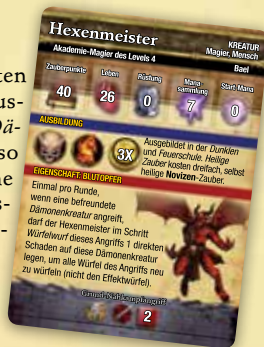 Hexenmeister
KREATUR
Magier, Mensch
Akademie-Magier des Levels 4
Bael
Zauberpunkte
Leben
Rüstung
Mana-
sammlung
Start Mana
40
26
0
7
0
AUSBILDUNG
3X
Ausgebildet in der Dunklen
und Feuerschule. Heilige
Zauber kosten dreifach, selbst
heilige Novizen-Zauber.
EIGENSCHAFT: BLUTOPFER
Einmal pro Runde,
wenn eine befreundete
Dämonenkreatur angreift,
darf der Hexenmeister im Schritt
Würfelwurf dieses Angriffs 1 direkten
Schaden auf diese Dämonenkreatur
legen, um alle Würfel des Angriffs neu
zu würfeln (nicht den Effektwürfel).
2